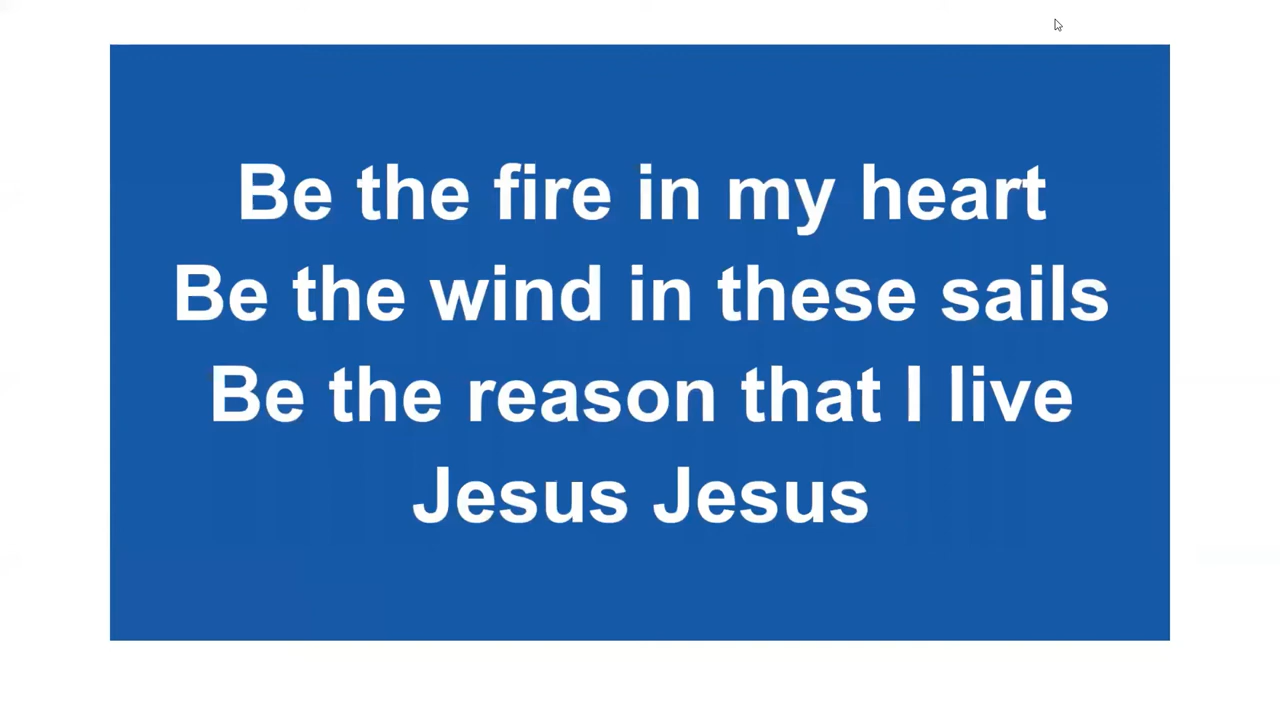 Be the fire in my heart
Be the wind in these sails
Be the reason that I live
Jesus Jesus